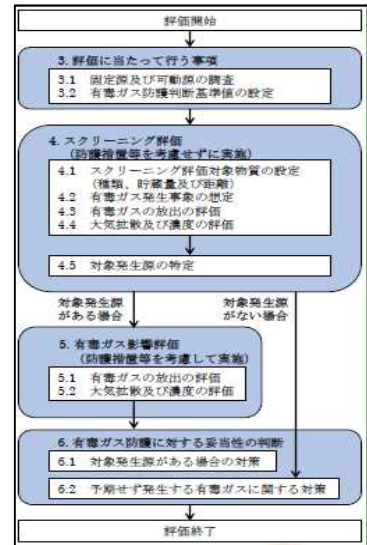 評価開始
3. 評価に当たって行う事項
3.1 固定源及び可動源の調査
3.2 有毒ガス防護判断基準値の設定
4. スクリーニング評価
(防護措置等を考慮せずに実施)
4.1 スクリーニング評価対象物質の設定
(種類、貯蔵量及び距離)
4.2 有毒ガス発生事象の想定
4.3 有毒ガスの放出の評価
4.4 大気拡散及び濃度の評価
4.5 対象発生源の特定
対象発生源
がある場合
対象発生源
がない場合
5. 有毒ガス影響評価
(防護措置等を考慮して実施)
5.1 有毒ガスの放出の評価
5.2 大気拡散及び濃度の評価
6. 有毒ガス防護に対する妥当性の判断
6.1 対象発生源がある場合の対策
6.2 予期せず発生する有毒ガスに関する対策
評価終了